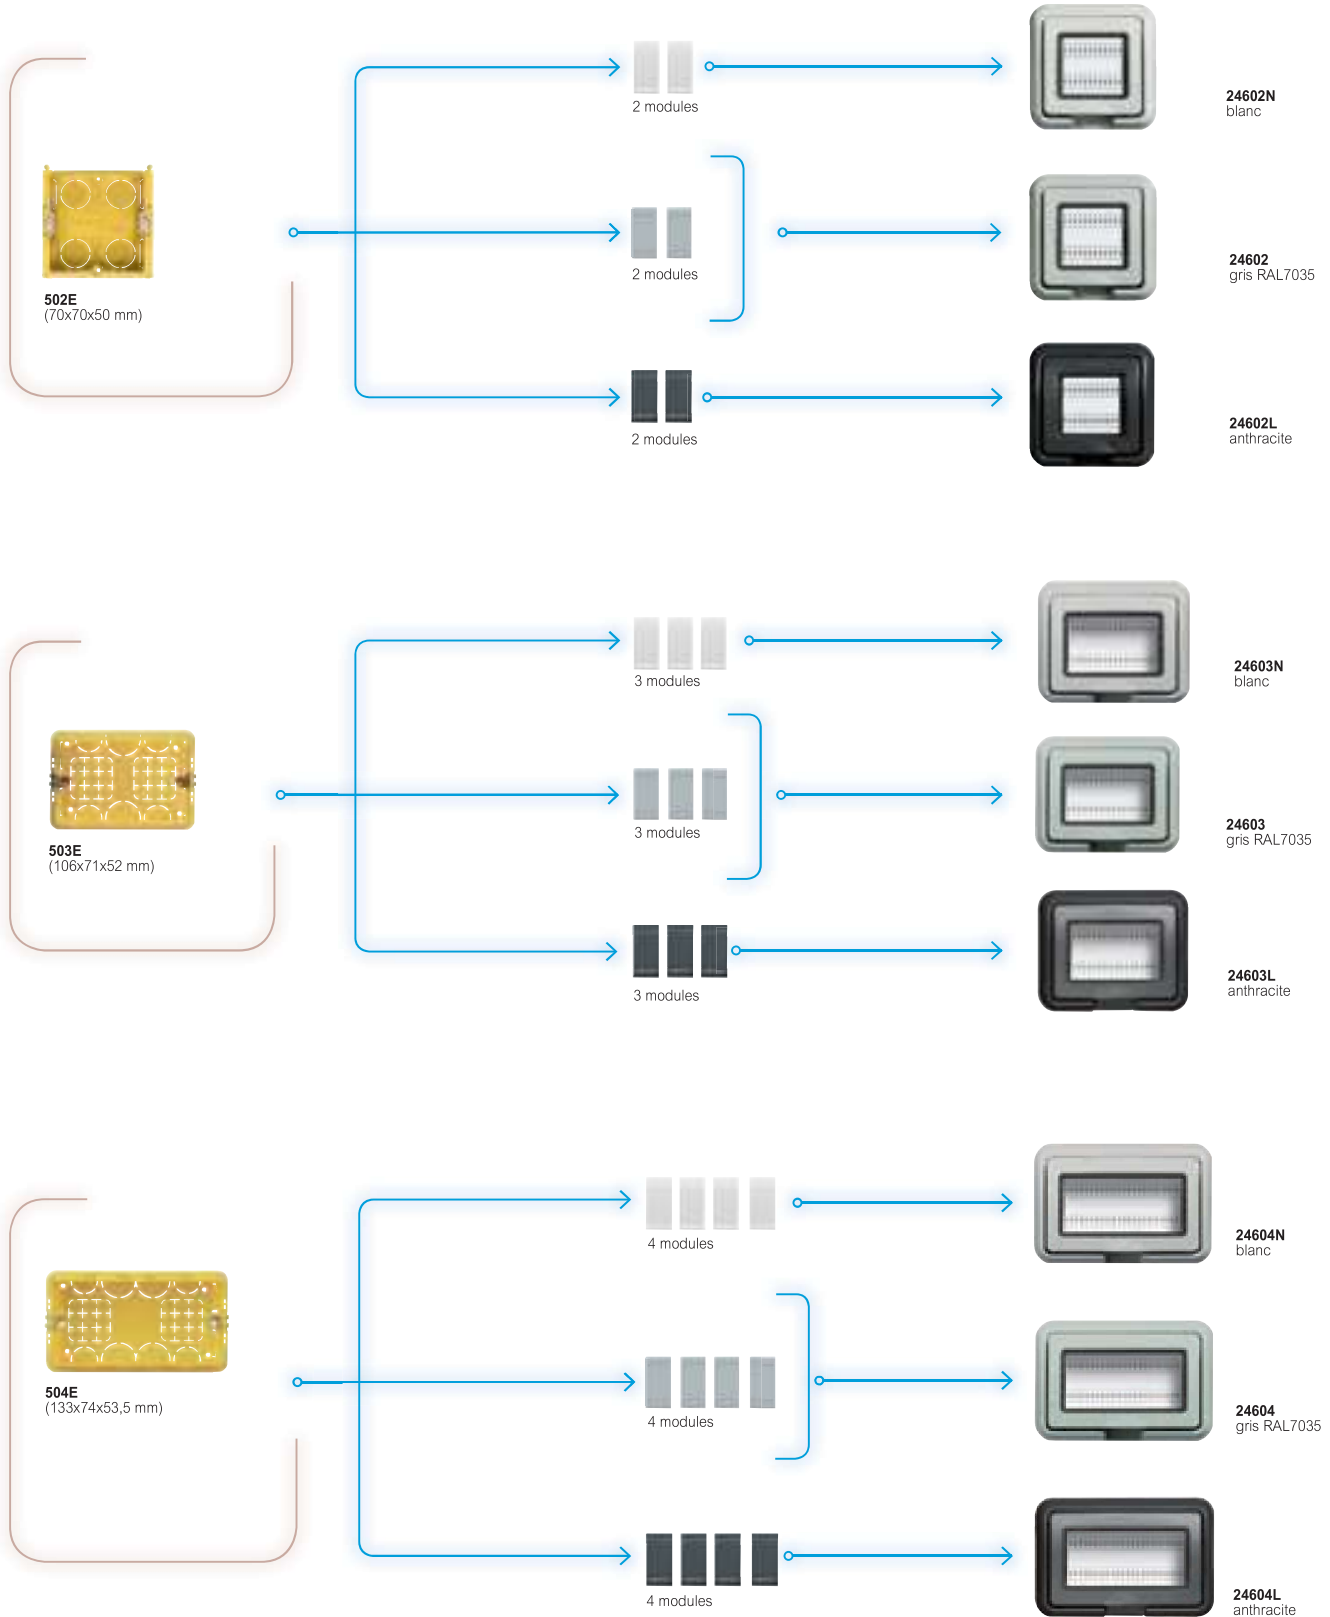 2 modules
24602N
blanc
502E
(70x70x50 mm)
2 modules
24602
gris RAL7035
2 modules
24602L
anthracite
3 modules
24603N
blanc
503E
(106x71x52 mm)
3 modules
24603
gris RAL7035
3 modules
24603L
anthracite
4 modules
24604N
blanc
504E
(133x74x53,5 mm)
4 modules
24604
gris RAL7035
4 modules
24604L
anthracite